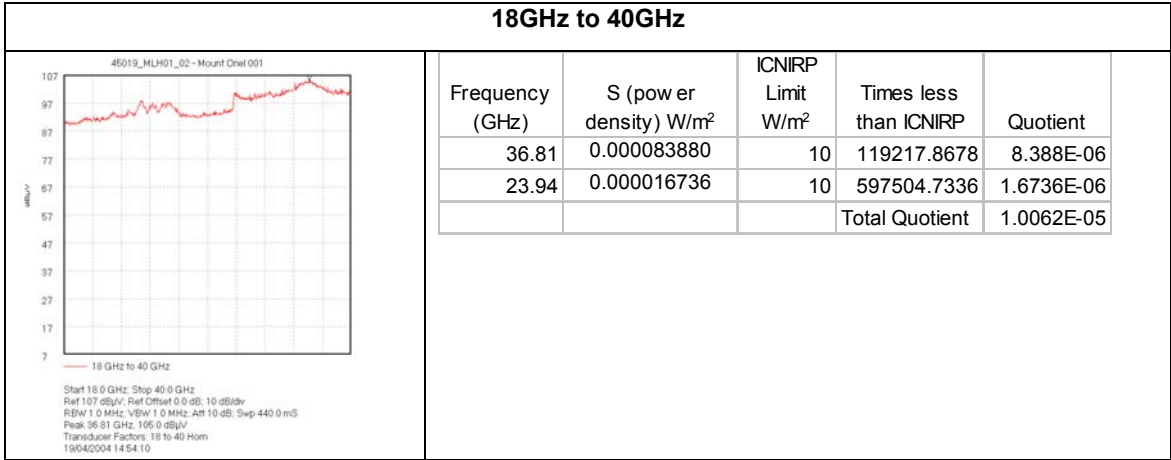 18GHz to 40GHz
45019_MLH01_02 - Mount Oriel 001
107
97
87
77
67
57
47
37
27
17
7
dBµV
18 GHz to 40 GHz
Start 18.0 GHz; Stop 40.0 GHz
Ref 107 dBµV; Ref Offset 0.0 dB; 10 dB/div
RBW 1.0 MHz; VBW 1.0 MHz; Att 10 dB; Swp 440.0 mS
Peak 36.81 GHz, 105.0 dBµV
Transducer Factors: 18 to 40 Horn
19/04/2004 14:54:10
Frequency (GHz) S (pow er density) W/m² ICNIRP Limit W/m² Times less than ICNIRP Quotient
36.81 0.000083880 10 119217.8678 8.388E-06
23.94 0.000016736 10 597504.7336 1.6736E-06
Total Quotient 1.0062E-05